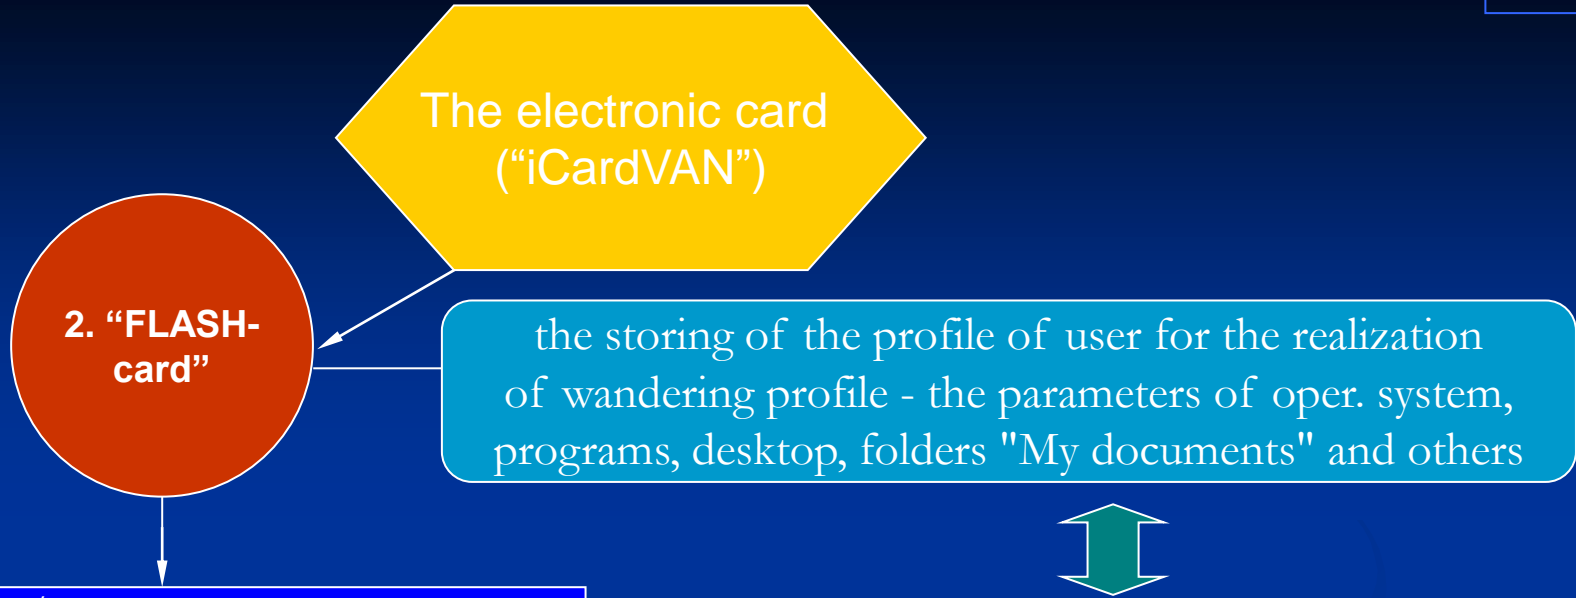 The electronic card
(“iCardVAN”)
2. “FLASH-
card”
the storing of the profile of user for the realization
of wandering profile - the parameters of oper. system,
programs, desktop, folders "My documents" and others